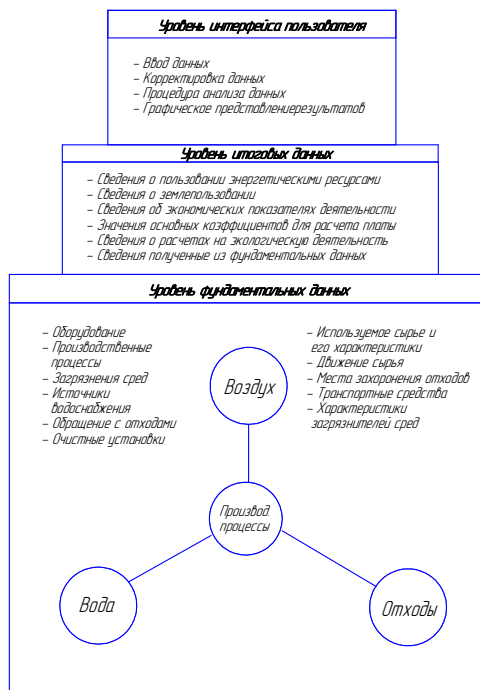 Уровень интерфейса пользователя
- Ввод данных
- Корректировка данных
- Процедура анализа данных
- Графическое представлениерезультатов
Уровень итоговых данных
- Сведения о пользовании энергетическими ресурсами
- Сведения о землепользовании
- Сведения об экономических показателях деятельности
- Значения основных коэффициентов для расчета платы
- Сведения о расчетах на экологическую деятельность
- Сведения полученные из фундаментальных данных
Уровень фундаментальных данных
- Оборудование
- Производственные
процессы
- Загрязнения сред
- Источники
водоснабжения
- Обращение с отходами
- Очистные установки
- Используемое сырье и
его характеристики
- Движение сырья
- Места захоронения отходов
- Транспортные средства
- Характеристики
загрязнителей сред
Воздух
Производ
процессы
Вода
Отходы